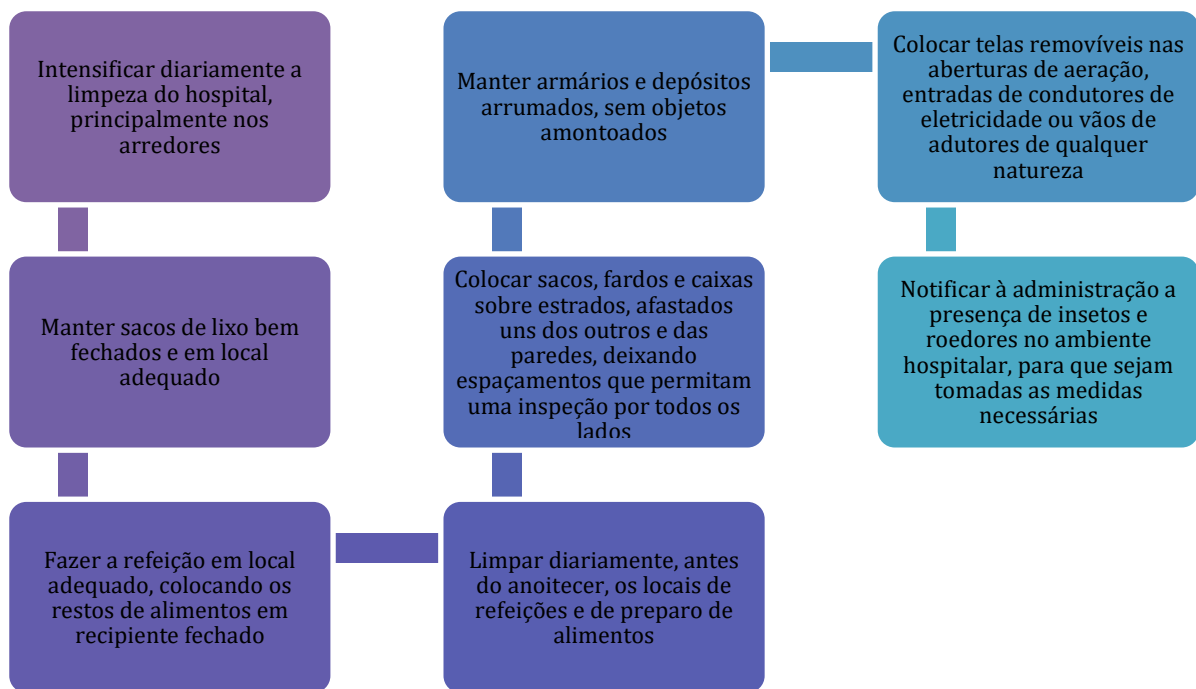 Intensificar diariamente a
limpeza do hospital,
principalmente nos
arredores
Manter sacos de lixo bem
fechados e em local
adequado
Fazer a refeição em local
adequado, colocando os
restos de alimentos em
recipiente fechado
Limpar diariamente, antes
do anoitecer, os locais de
refeições e de preparo de
alimentos
Colocar sacos, fardos e caixas
sobre estrados, afastados
uns dos outros e das
paredes, deixando
espaçamentos que permitam
uma inspeção por todos os
lados
Manter armários e depósitos
arrumados, sem objetos
amontoados
Colocar telas removíveis nas
aberturas de aeração,
entradas de condutores de
eletricidade ou vãos de
adutores de qualquer
natureza
Notificar à administração a
presença de insetos e
roedores no ambiente
hospitalar, para que sejam
tomadas as medidas
necessárias